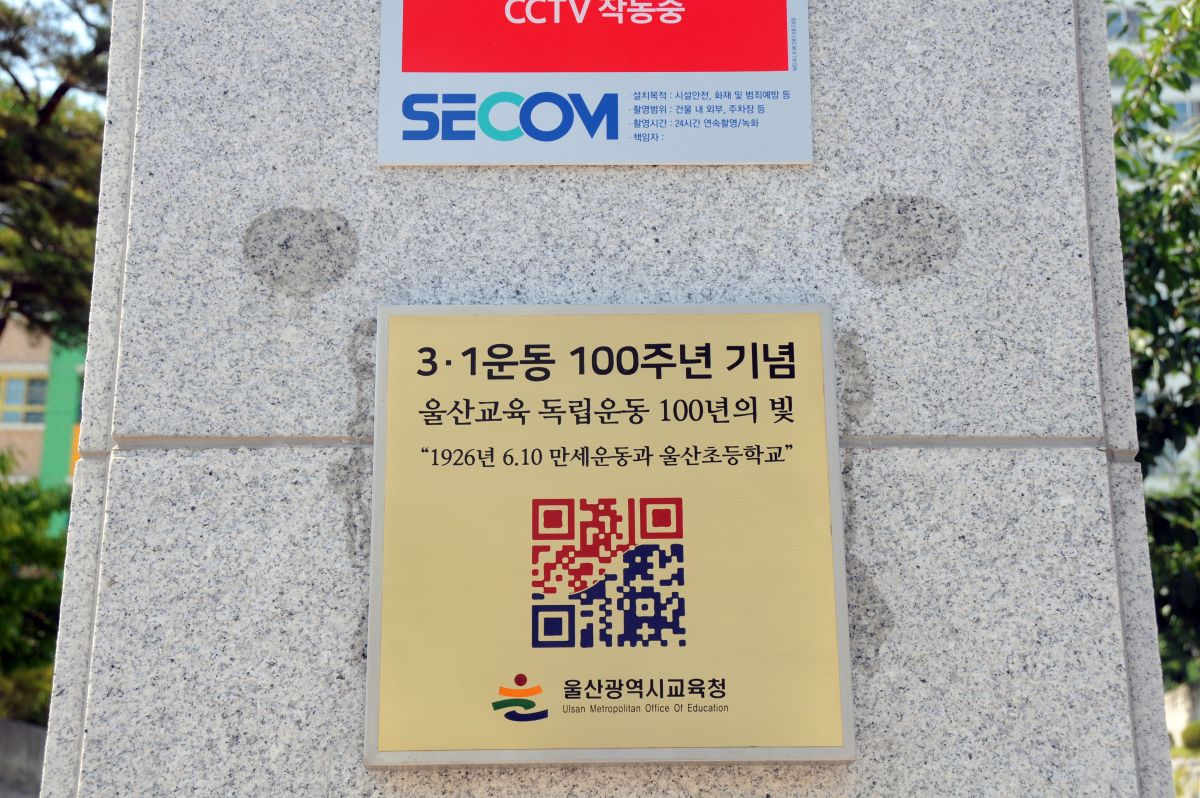 CCTV 작동중
SECOM
·설치목적 : 시설안전, 화재 및 범죄예방 등
·촬영범위 : 건물 내 외부, 주차장 등
·촬영시간 : 24시간 연속촬영/녹화
·책임자 :
3·1운동 100주년 기념
울산교육 독립운동 100년의 빛
“1926년 6.10 만세운동과 울산초등학교”
울산광역시교육청
Ulsan Metropolitan Office Of Education